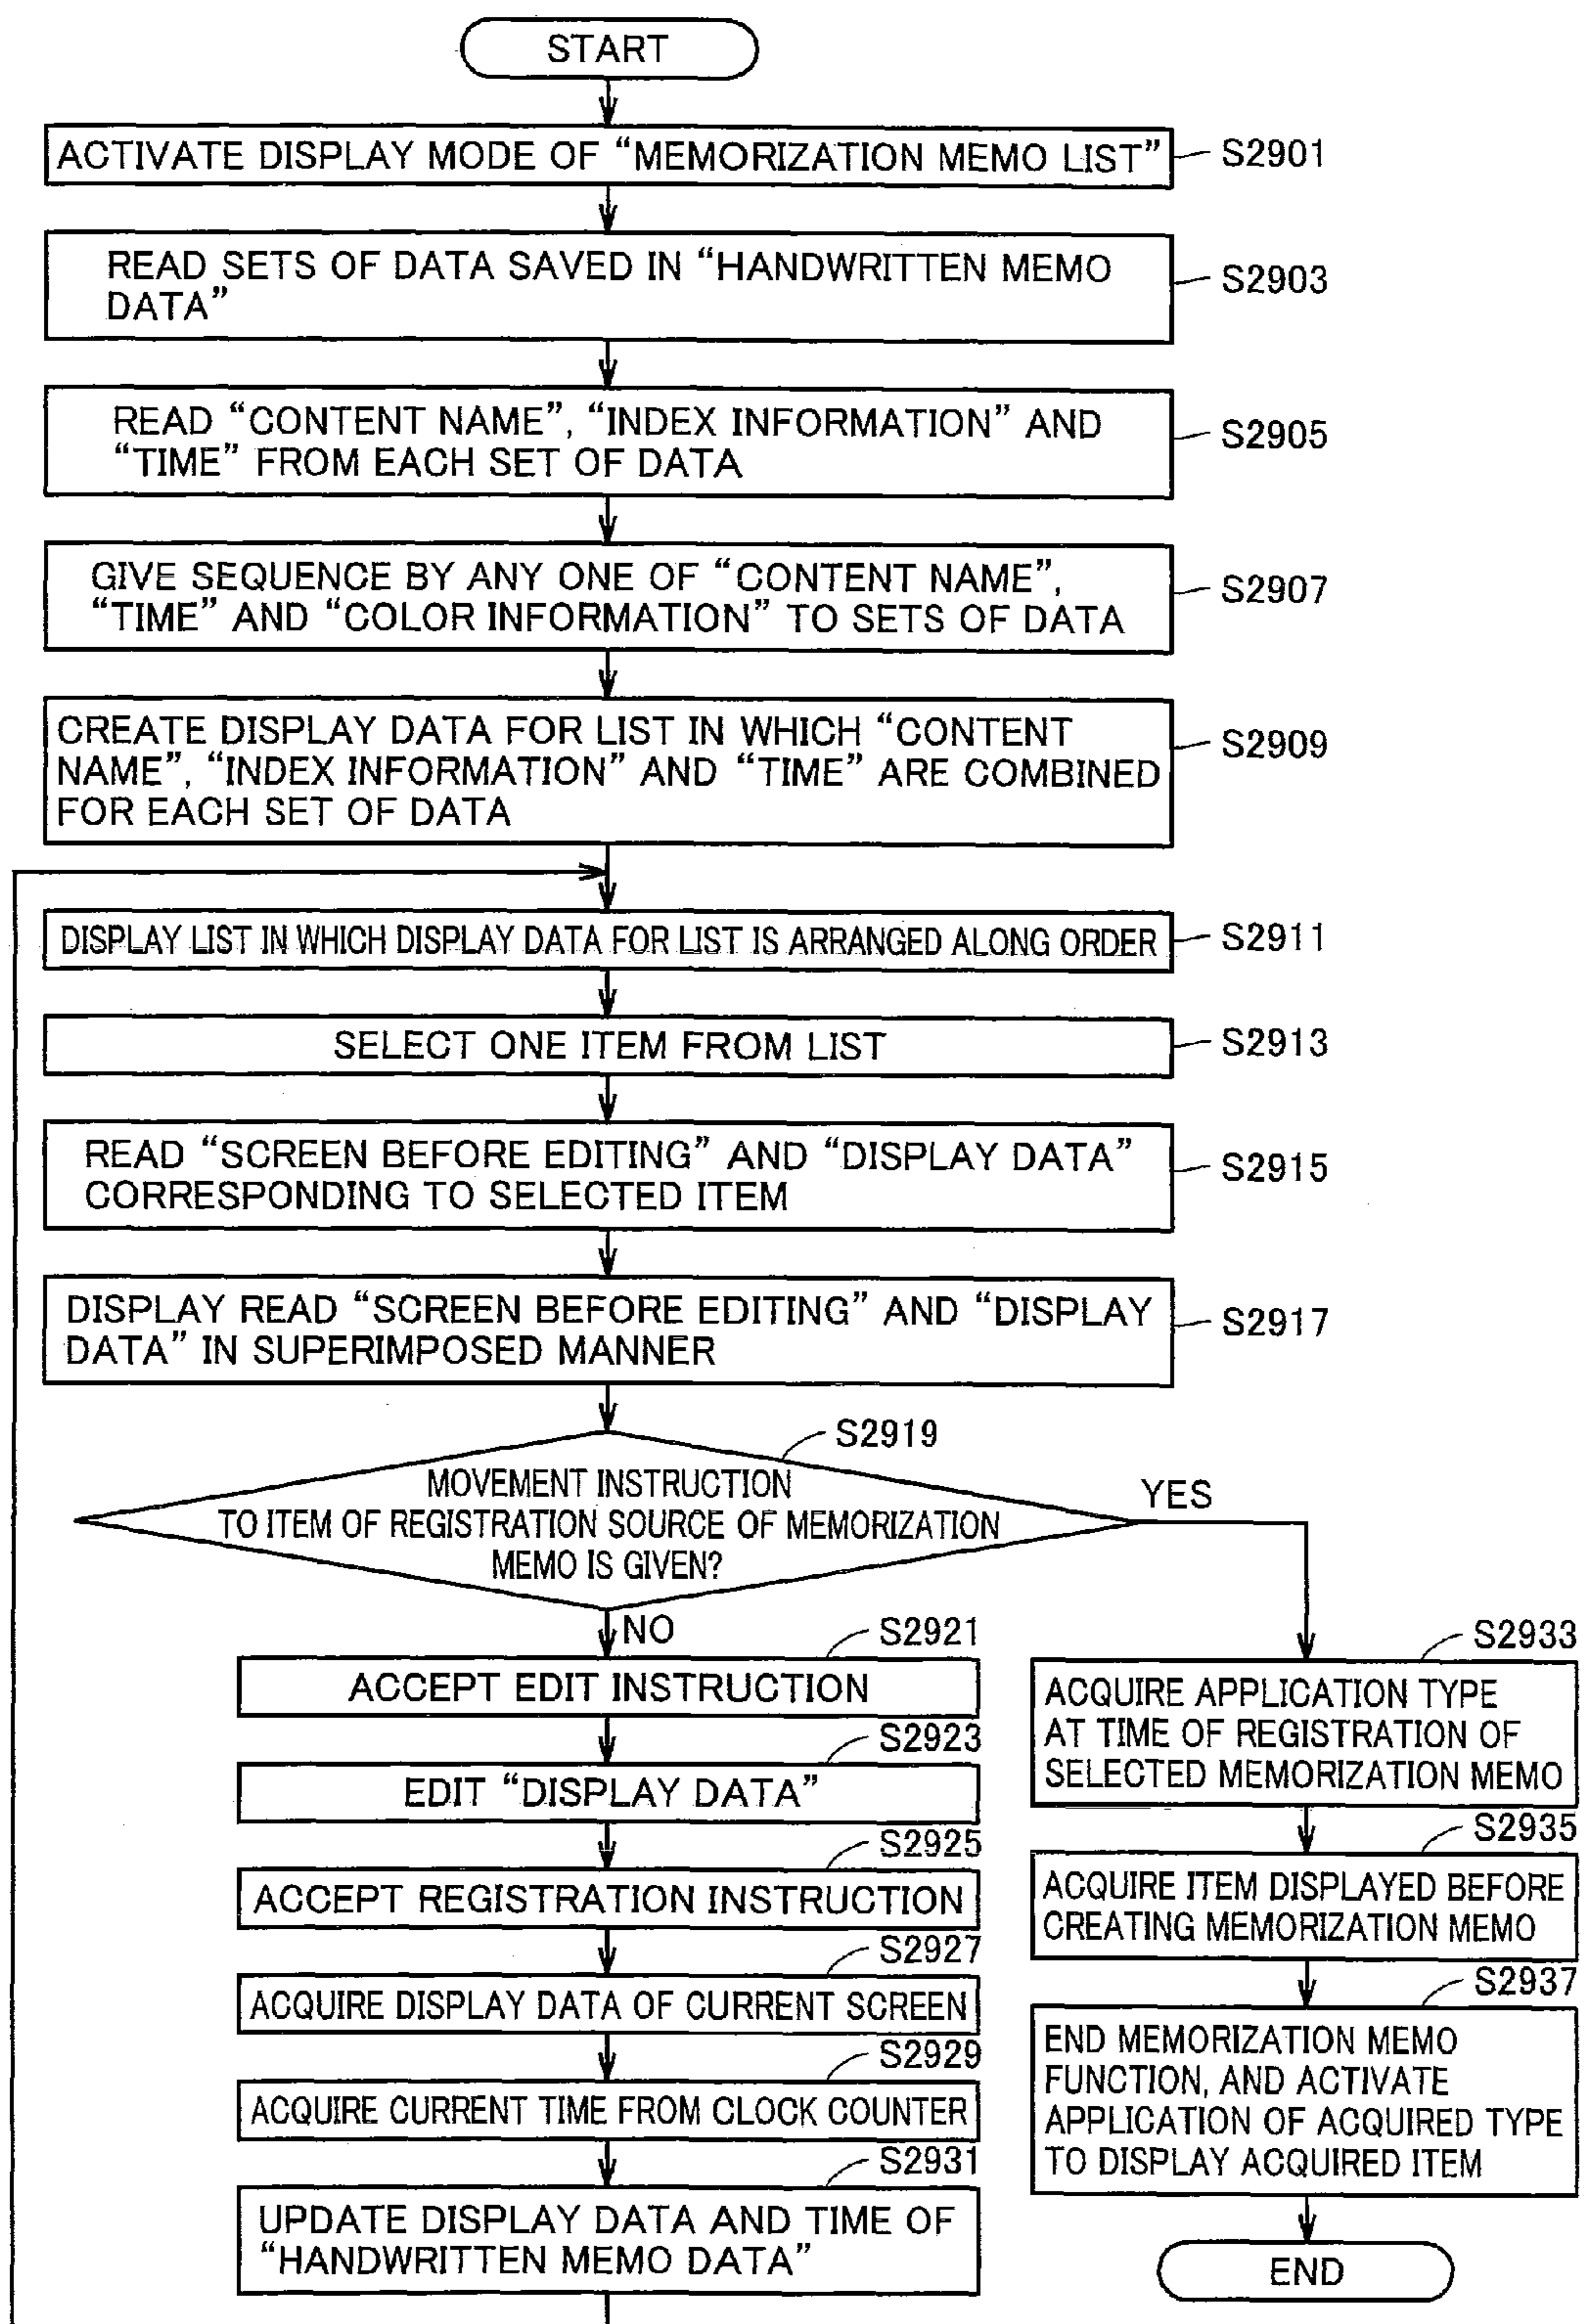 START
ACTIVATE DISPLAY MODE OF “MEMORIZATION MEMO LIST”
S2901
READ SETS OF DATA SAVED IN “HANDWRITTEN MEMO
DATA”
S2903
READ “CONTENT NAME”, “INDEX INFORMATION” AND
“TIME” FROM EACH SET OF DATA
S2905
GIVE SEQUENCE BY ANY ONE OF “CONTENT NAME”,
“TIME” AND “COLOR INFORMATION” TO SETS OF DATA
S2907
CREATE DISPLAY DATA FOR LIST IN WHICH “CONTENT
NAME”, “INDEX INFORMATION” AND “TIME” ARE COMBINED
FOR EACH SET OF DATA
S2909
DISPLAY LIST IN WHICH DISPLAY DATA FOR LIST IS ARRANGED ALONG ORDER
S2911
SELECT ONE ITEM FROM LIST
S2913
READ “SCREEN BEFORE EDITING” AND “DISPLAY DATA”
CORRESPONDING TO SELECTED ITEM
S2915
DISPLAY READ “SCREEN BEFORE EDITING” AND “DISPLAY
DATA” IN SUPERIMPOSED MANNER
S2917
S2919
MOVEMENT INSTRUCTION
TO ITEM OF REGISTRATION SOURCE OF MEMORIZATION
MEMO IS GIVEN?
YES
NO
S2921
ACCEPT EDIT INSTRUCTION
S2923
EDIT “DISPLAY DATA”
S2925
ACCEPT REGISTRATION INSTRUCTION
S2927
ACQUIRE DISPLAY DATA OF CURRENT SCREEN
S2929
ACQUIRE CURRENT TIME FROM CLOCK COUNTER
S2931
UPDATE DISPLAY DATA AND TIME OF
“HANDWRITTEN MEMO DATA”
S2933
ACQUIRE APPLICATION TYPE
AT TIME OF REGISTRATION OF
SELECTED MEMORIZATION MEMO
S2935
ACQUIRE ITEM DISPLAYED BEFORE
CREATING MEMORIZATION MEMO
S2937
END MEMORIZATION MEMO
FUNCTION, AND ACTIVATE
APPLICATION OF ACQUIRED TYPE
TO DISPLAY ACQUIRED ITEM
END